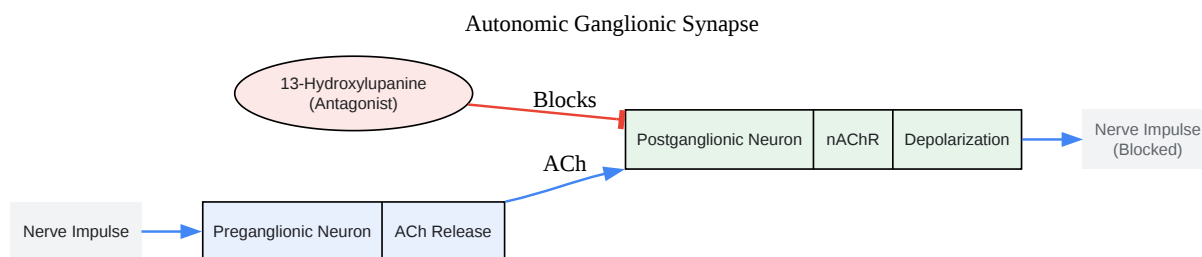 Autonomic Ganglionic Synapse
13-Hydroxylupanine
(Antagonist)
Blocks
Postganglionic Neuron
nAChR
Depolarization
Nerve Impulse
(Blocked)
ACh
Nerve Impulse
Preganglionic Neuron
ACh Release